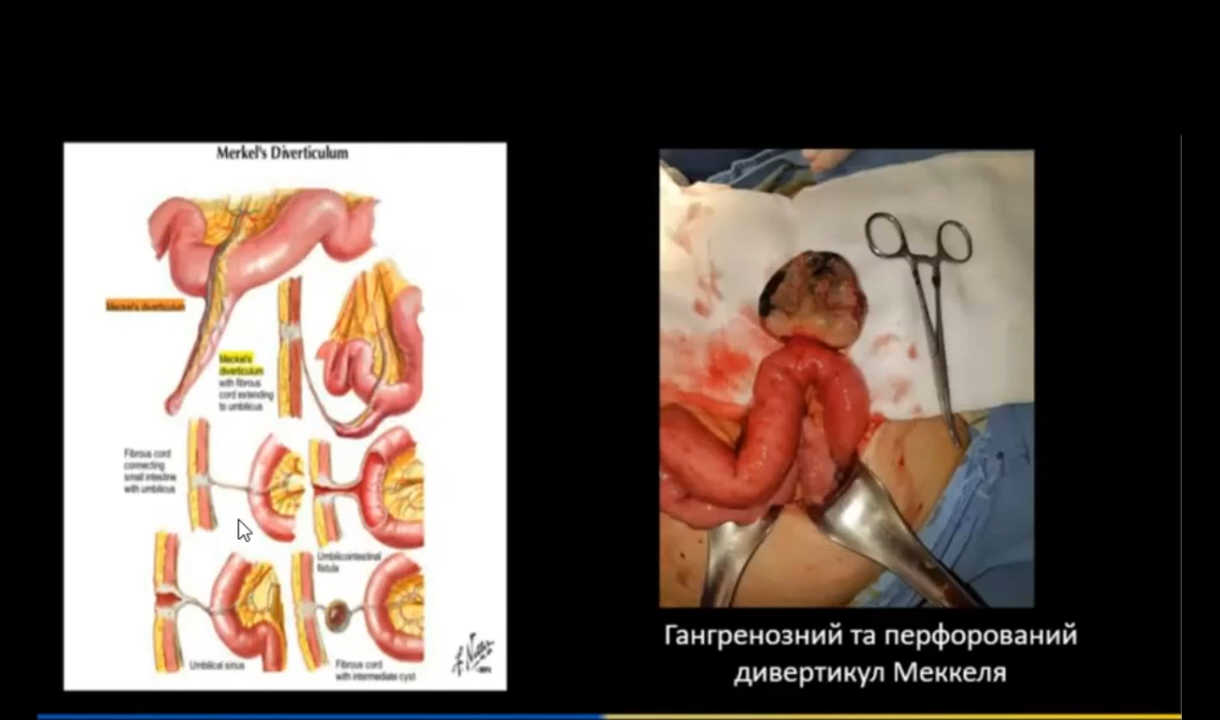 Merkel's Diverticulum
Meckel's diverticulum
Meckel's
diverticulum
with fibrous
cord extending
to umbilicus
Fibrous cord
connecting
small intestine
with umbilicus
Umbilicointestinal
fistula
Umbilical sinus
Fibrous cord
with intermediate cyst
Гангренозний та перфорований
дивертикул Меккеля